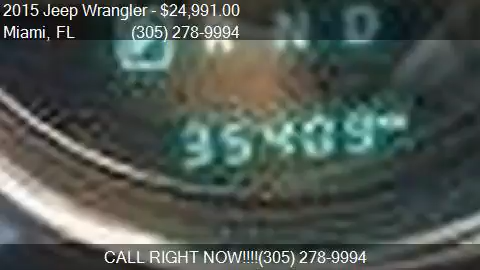 2015 Jeep Wrangler - $24,991.00
Miami, FL (305) 278-9994
N D
35409
CALL RIGHT NOW!!!!(305) 278-9994